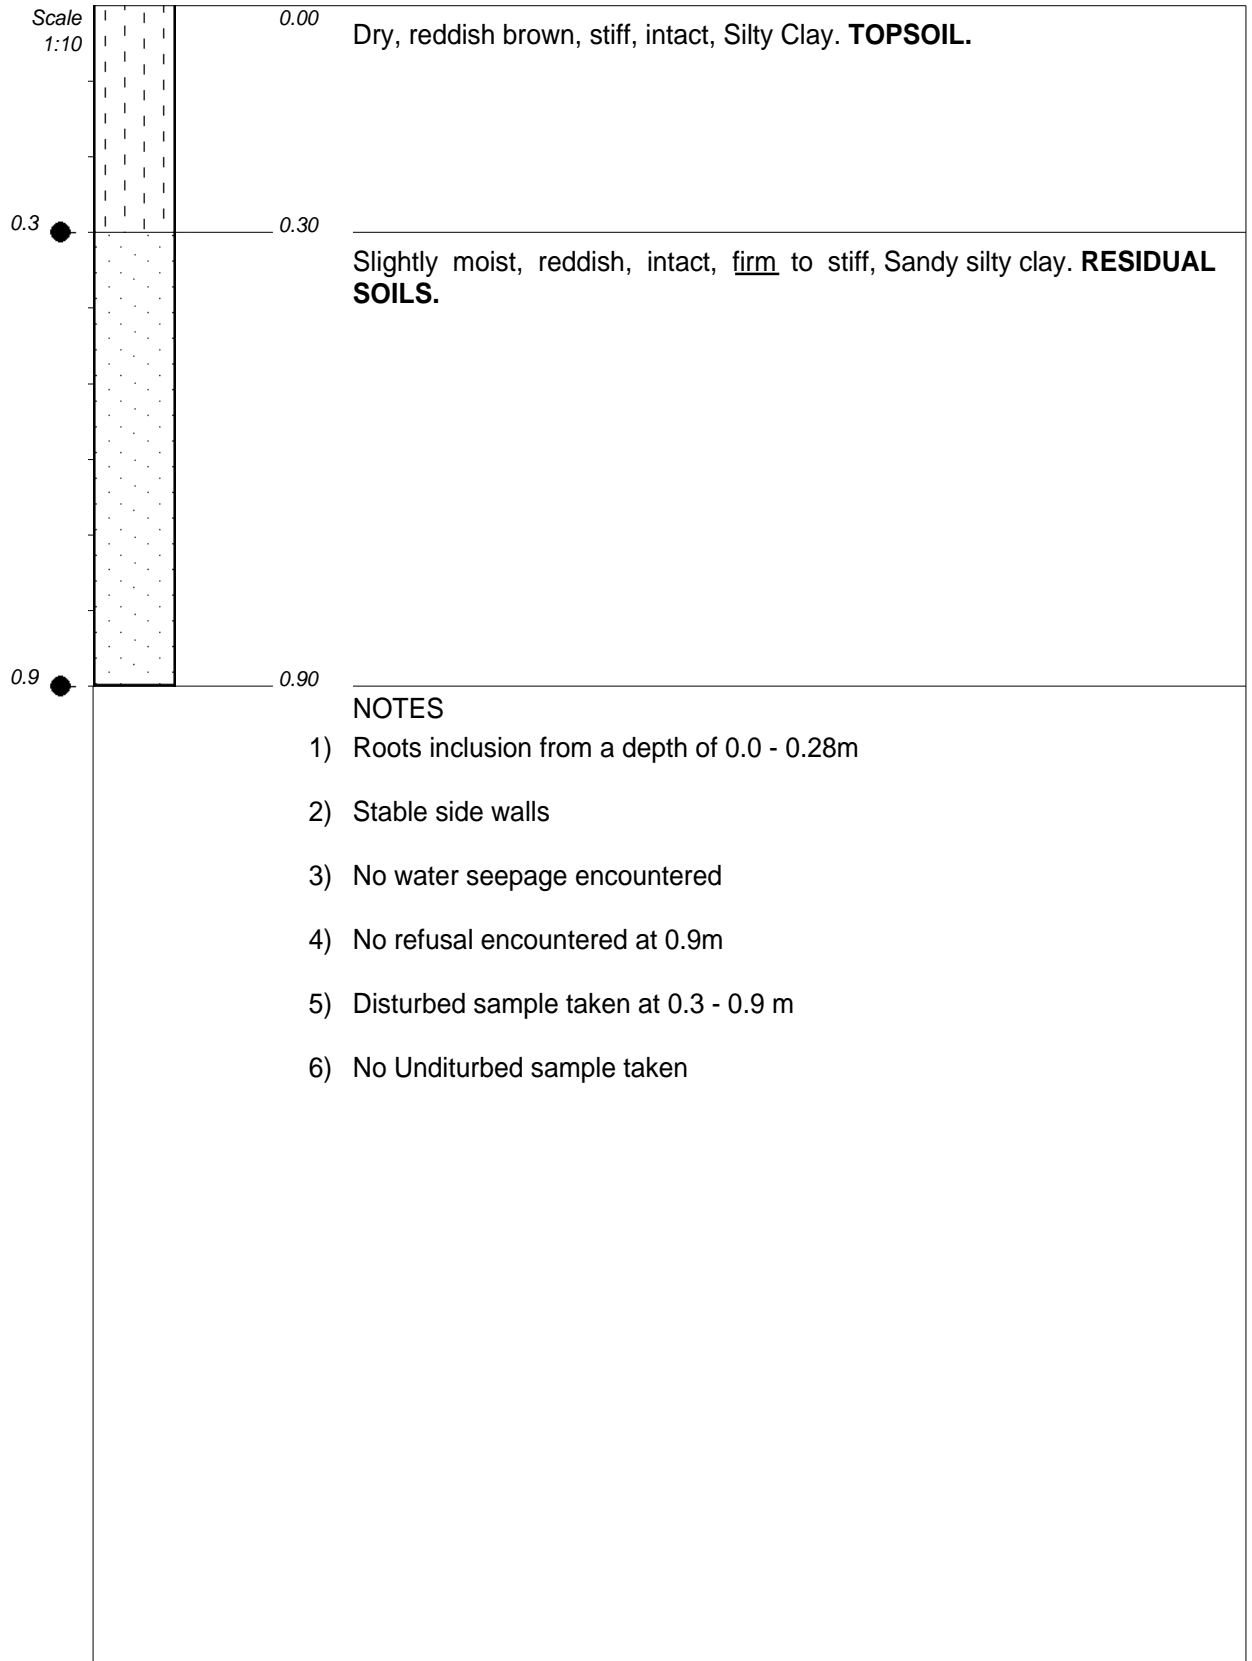 Scale
1:10
0.00
Dry, reddish brown, stiff, intact, Silty Clay. TOPSOIL.
0.3
0.30
Slightly moist, reddish, intact, firm to stiff, Sandy silty clay. RESIDUAL
SOILS.
0.9
0.90
NOTES
1) Roots inclusion from a depth of 0.0 - 0.28m
2) Stable side walls
3) No water seepage encountered
4) No refusal encountered at 0.9m
5) Disturbed sample taken at 0.3 - 0.9 m
6) No Unditurbed sample taken